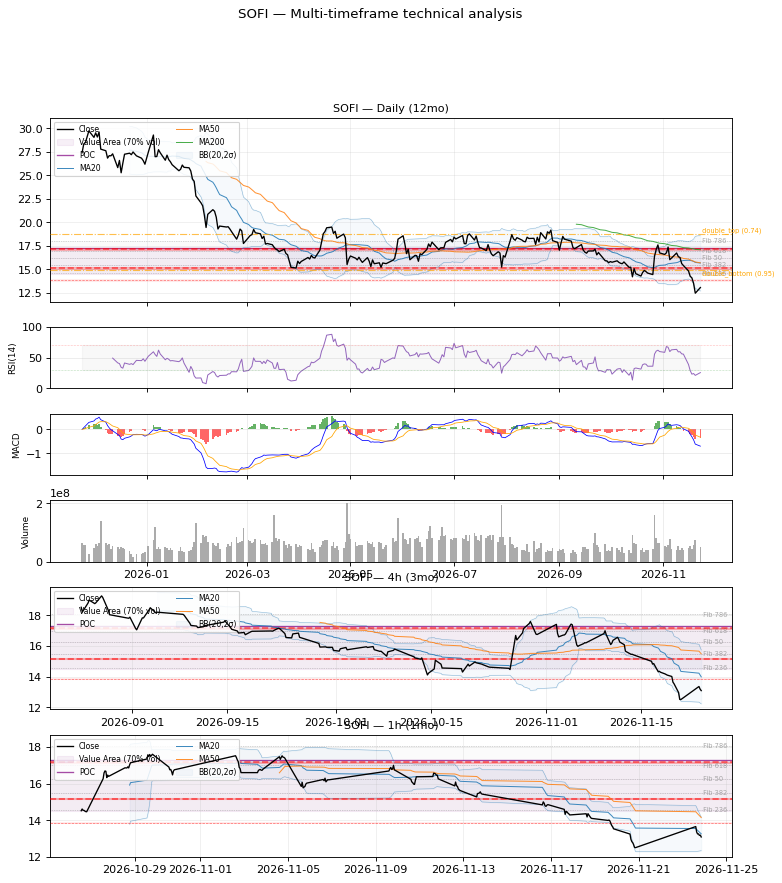 SOFI — Multi-timeframe technical analysis
SOFI — Daily (12mo)
Close
Value Area (70% vol)
POC
MA20
MA50
MA200
BB(20,2σ)
30.0
27.5
25.0
22.5
20.0
17.5
15.0
12.5
double_top (0.74)
Fib 786
Fib 50
Fib 382
bottom (0.95)
RSI(14)
100
50
0
MACD
0
−1
1e8
Volume
2
0
2026-01
2026-03
2026-05
2026-07
2026-09
2026-11
SOFI — 4h (3mo)
Close
Value Area (70% vol)
POC
MA20
MA50
BB(20,2σ)
18
16
14
12
Fib 786
Fib 618
Fib 50
Fib 382
Fib 236
2026-09-01
2026-09-15
2026-10-01
2026-10-15
2026-11-01
2026-11-15
SOFI — 1h (1mo)
Close
Value Area (70% vol)
POC
MA20
MA50
BB(20,2σ)
18
16
14
12
Fib 786
Fib 618
Fib 50
Fib 382
Fib 236
2026-10-29
2026-11-01
2026-11-05
2026-11-09
2026-11-13
2026-11-17
2026-11-21
2026-11-25